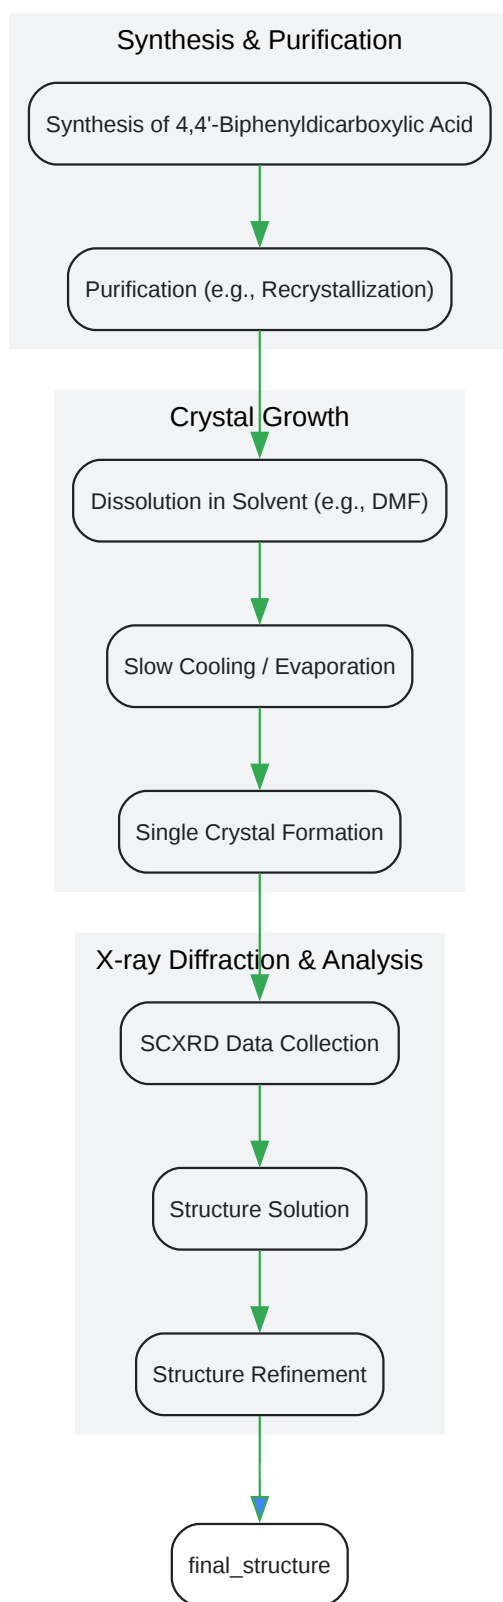 Synthesis & Purification
Synthesis of 4,4'-Biphenyldicarboxylic Acid
Purification (e.g., Recrystallization)
Crystal Growth
Dissolution in Solvent (e.g., DMF)
Slow Cooling / Evaporation
Single Crystal Formation
X-ray Diffraction & Analysis
SCXRD Data Collection
Structure Solution
Structure Refinement
final_structure